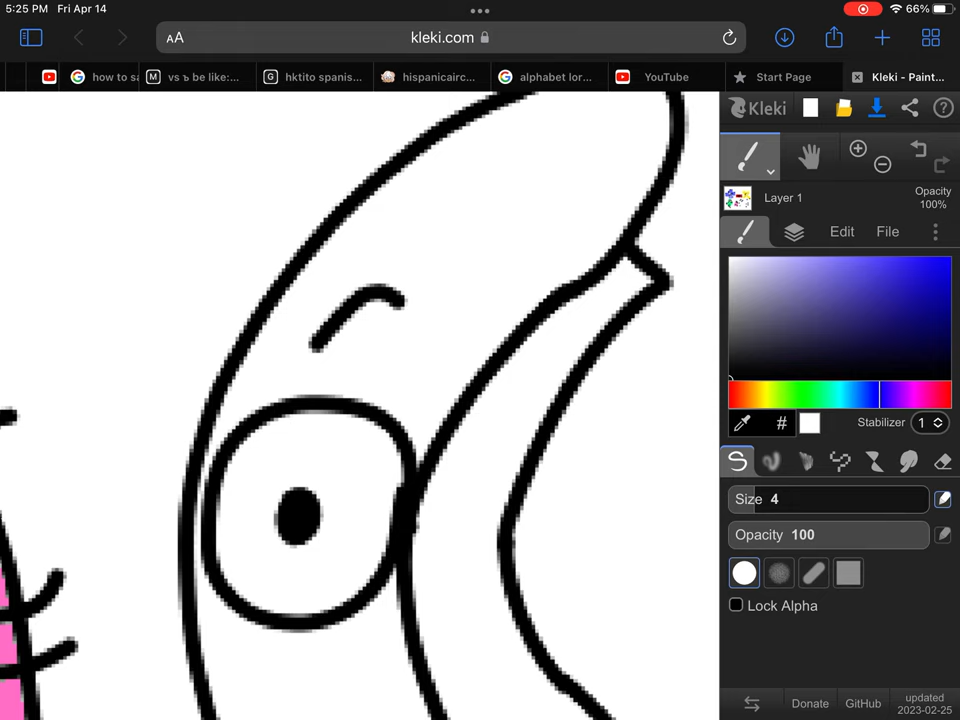 5:25 PM Fri Apr 14
66%
AA
kleki.com
how to sa
M vs ъ be like:...
G hktito spanis...
hispanicairc...
alphabet lor...
YouTube
Start Page
Kleki - Paint...
Kleki
Layer 1
Opacity
100%
Edit
File
#
Stabilizer 1
Size 4
Opacity 100
Lock Alpha
Donate
GitHub
updated
2023-02-25